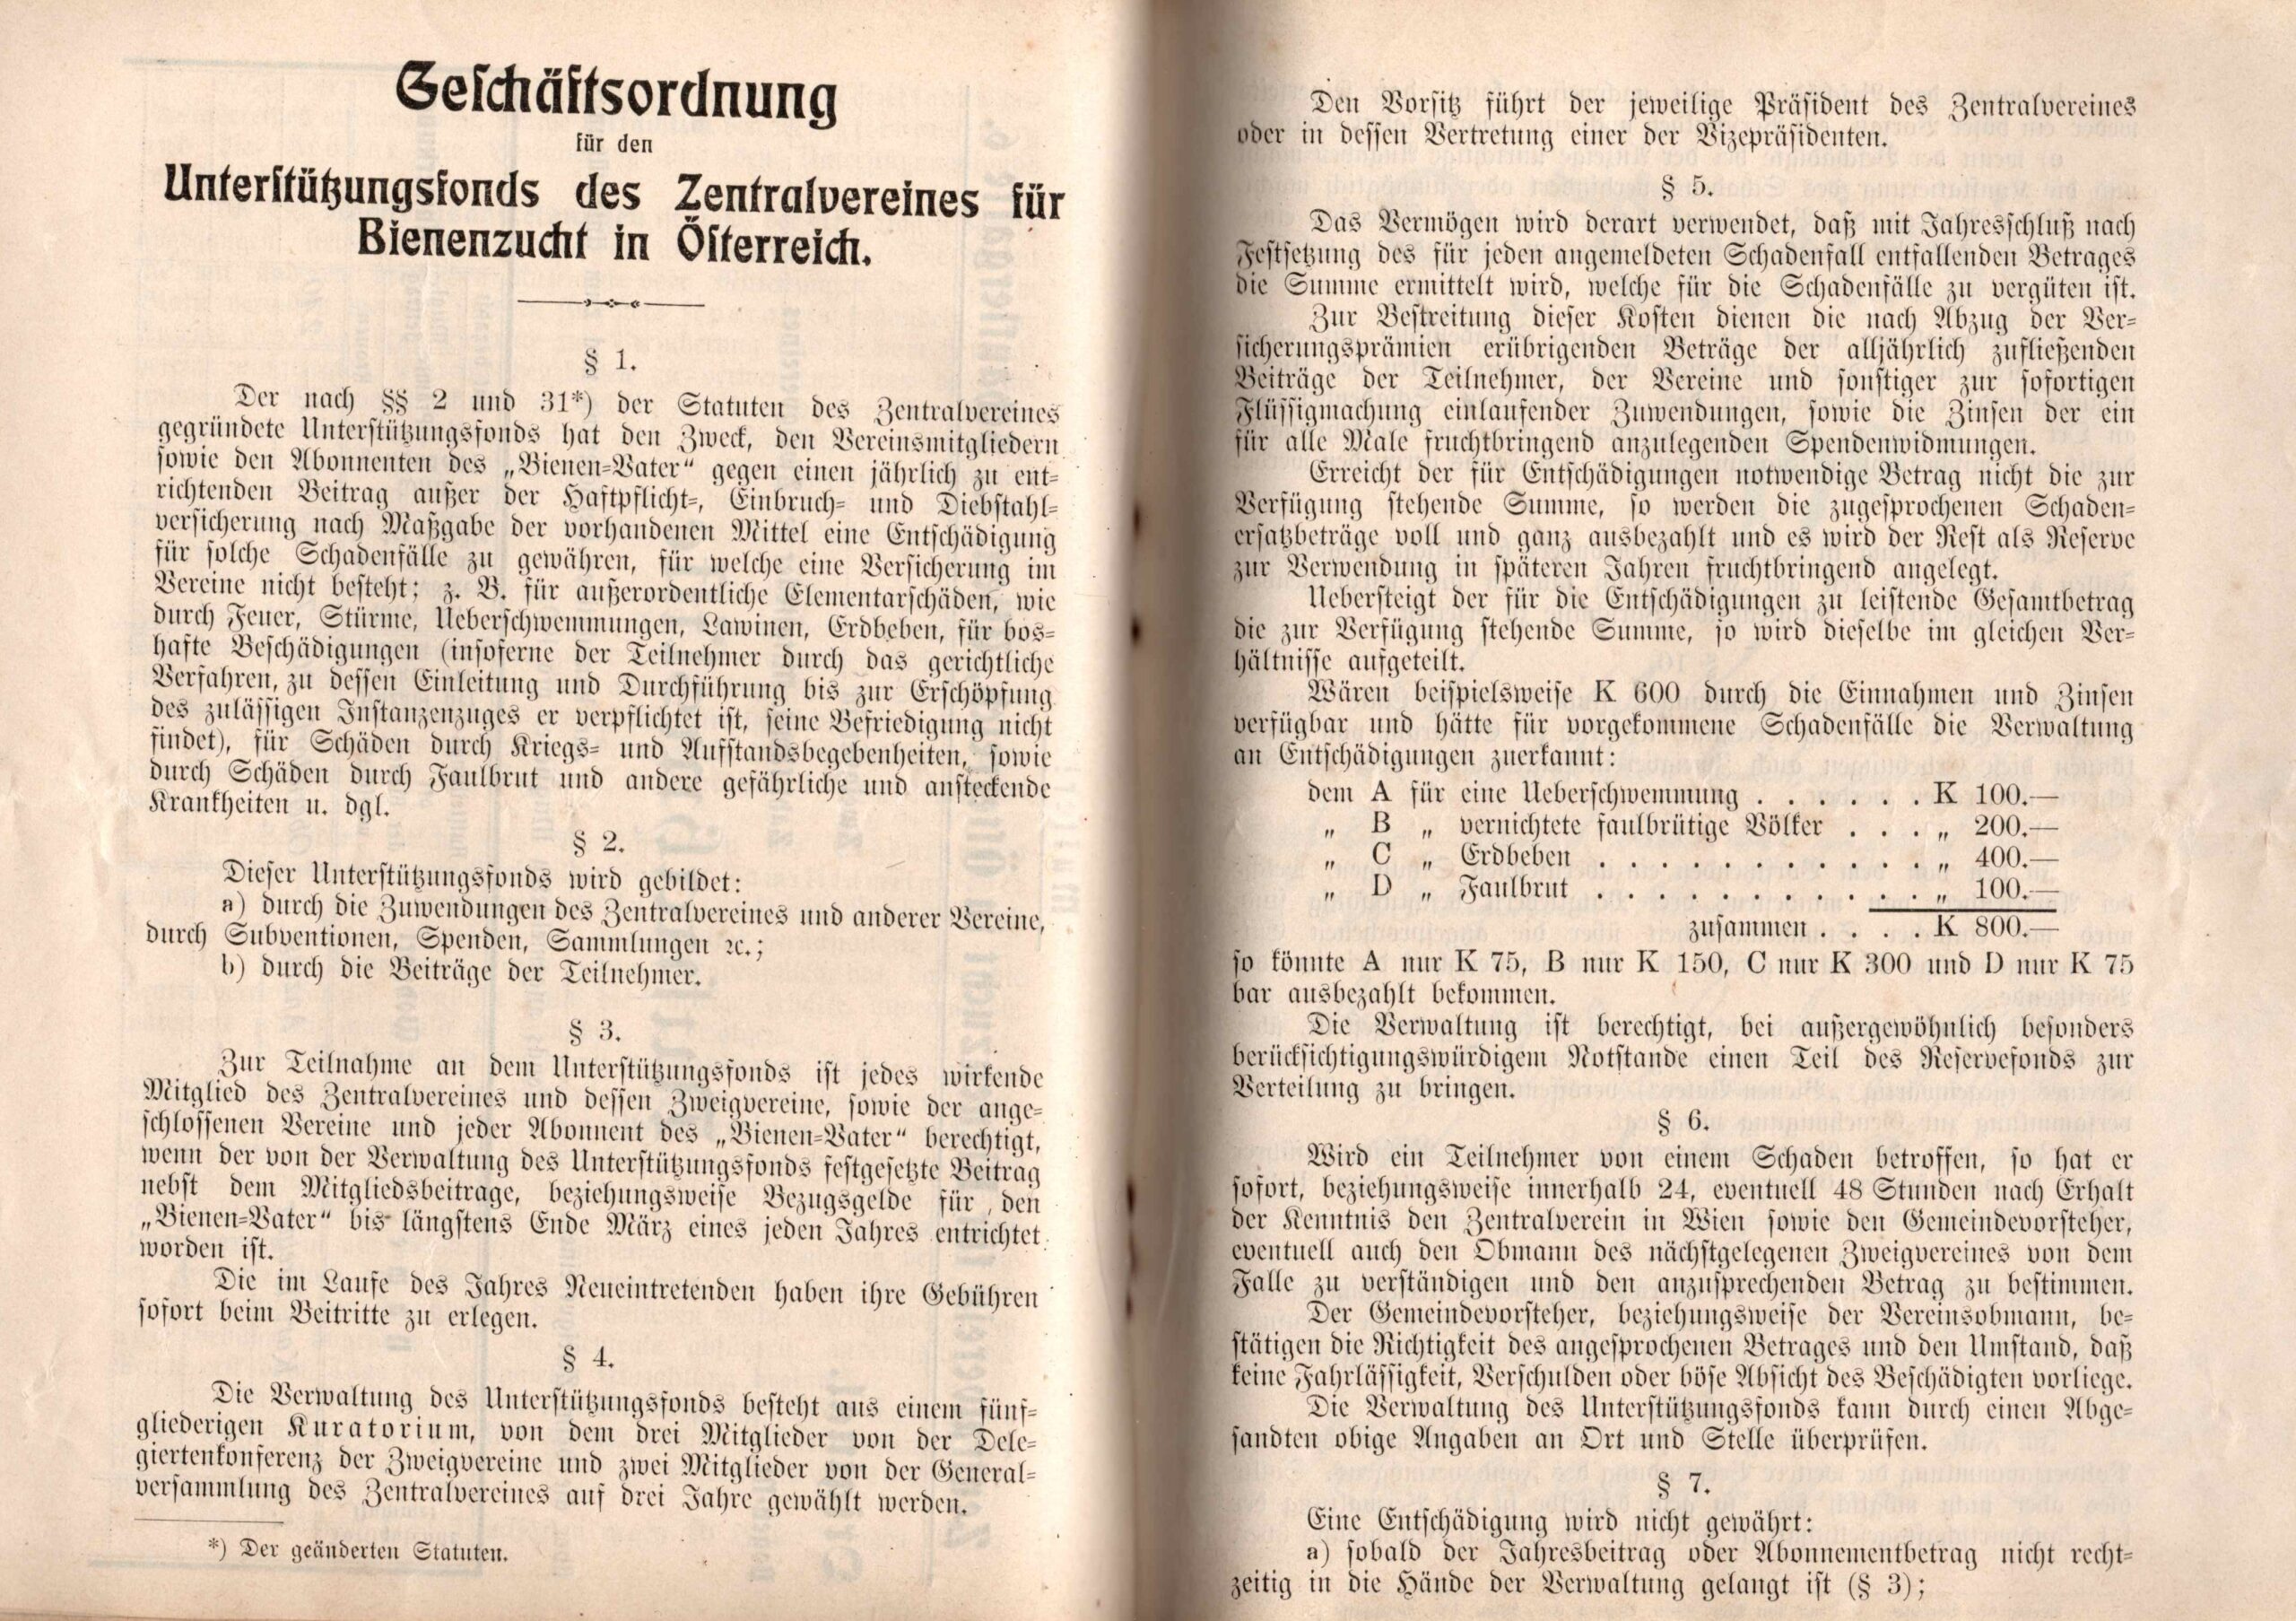 Geschäftsordnung
für den
Unterstützungsfonds des Zentralvereines für
Bienenzucht in Österreich.
§ 1.
Der nach §§ 2 und 31*) der Statuten des Zentralvereines
gegründete Unterstützungsfonds hat den Zweck, den Vereinsmitgliedern
sowie den Abonnenten des „Bienen-Vater“ gegen einen jährlich zu ent-
richtenden Beitrag außer der Haftpflicht-, Einbruch- und Diebstahl-
versicherung nach Maßgabe der vorhandenen Mittel eine Entschädigung
für solche Schadenfälle zu gewähren, für welche eine Versicherung im
Vereine nicht besteht; z. B. für außerordentliche Elementarschäden, wie
durch Feuer, Stürme, Ueberschwemmungen, Lawinen, Erdbeben, für bos-
hafte Beschädigungen (insoferne der Teilnehmer durch das gerichtliche
Verfahren, zu dessen Einleitung und Durchführung bis zur Erschöpfung
des zulässigen Instanzenzuges er verpflichtet ist, seine Befriedigung nicht
findet), für Schäden durch Kriegs- und Aufstandsbegebenheiten, sowie
durch Schäden durch Faulbrut und andere gefährliche und ansteckende
Krankheiten u. dgl.
§ 2.
Dieser Unterstützungsfonds wird gebildet:
a) durch die Zuwendungen des Zentralvereines und anderer Vereine,
durch Subventionen, Spenden, Sammlungen ꝛc.;
b) durch die Beiträge der Teilnehmer.
§ 3.
Zur Teilnahme an dem Unterstützungsfonds ist jedes wirkende
Mitglied des Zentralvereines und dessen Zweigvereine, sowie der ange-
schlossenen Vereine und jeder Abonnent des „Bienen-Vater“ berechtigt,
wenn der von der Verwaltung des Unterstützungsfonds festgesetzte Beitrag
nebst dem Mitgliedsbeitrage, beziehungsweise Bezugsgelde für den
„Bienen-Vater“ bis längstens Ende März eines jeden Jahres entrichtet
worden ist.
Die im Laufe des Jahres Neueintretenden haben ihre Gebühren
sofort beim Beitritte zu erlegen.
§ 4.
Die Verwaltung des Unterstützungsfonds besteht aus einem fünf-
gliederigen Kuratorium, von dem drei Mitglieder von der Dele-
giertenkonferenz der Zweigvereine und zwei Mitglieder von der General-
versammlung des Zentralvereines auf drei Jahre gewählt werden.
*) Der geänderten Statuten.
Den Vorsitz führt der jeweilige Präsident des Zentralvereines
oder in dessen Vertretung einer der Vizepräsidenten.
§ 5.
Das Vermögen wird derart verwendet, daß mit Jahresschluß nach
Festsetzung des für jeden angemeldeten Schadenfall entfallenden Betrages
die Summe ermittelt wird, welche für die Schadenfälle zu vergüten ist.
Zur Bestreitung dieser Kosten dienen die nach Abzug der Ver-
sicherungsprämien erübrigenden Beträge der alljährlich zufließenden
Beiträge der Teilnehmer, der Vereine und sonstiger zur sofortigen
Flüssigmachung einlaufender Zuwendungen, sowie die Zinsen der ein
für alle Male fruchtbringend anzulegenden Spendenwidmungen.
Erreicht der für Entschädigungen notwendige Betrag nicht die zur
Verfügung stehende Summe, so werden die zugesprochenen Schaden-
ersatzbeträge voll und ganz ausbezahlt und es wird der Rest als Reserve
zur Verwendung in späteren Jahren fruchtbringend angelegt.
Uebersteigt der für die Entschädigungen zu leistende Gesamtbetrag
die zur Verfügung stehende Summe, so wird dieselbe im gleichen Ver-
hältnisse aufgeteilt.
Wären beispielsweise K 600 durch die Einnahmen und Zinsen
verfügbar und hätte für vorgekommene Schadenfälle die Verwaltung
an Entschädigungen zuerkannt:
dem A für eine Ueberschwemmung . . . . . . K 100.—
„ B „ vernichtete faulbrütige Völker . . . „ 200.—
„ C „ Erdbeben . . . . . . . . . . . „ 400.—
„ D „ Faulbrut . . . . . . . . . . . „ 100.—
zusammen . . . . K 800.—
so könnte A nur K 75, B nur K 150, C nur K 300 und D nur K 75
bar ausbezahlt bekommen.
Die Verwaltung ist berechtigt, bei außergewöhnlich besonders
berücksichtigungswürdigem Notstande einen Teil des Reservefonds zur
Verteilung zu bringen.
§ 6.
Wird ein Teilnehmer von einem Schaden betroffen, so hat er
sofort, beziehungsweise innerhalb 24, eventuell 48 Stunden nach Erhalt
der Kenntnis den Zentralverein in Wien sowie den Gemeindevorsteher,
eventuell auch den Obmann des nächstgelegenen Zweigvereines von dem
Falle zu verständigen und den anzusprechenden Betrag zu bestimmen.
Der Gemeindevorsteher, beziehungsweise der Vereinsobmann, be-
stätigen die Richtigkeit des angesprochenen Betrages und den Umstand, daß
keine Fahrlässigkeit, Verschulden oder böse Absicht des Beschädigten vorliege.
Die Verwaltung des Unterstützungsfonds kann durch einen Abge-
sandten obige Angaben an Ort und Stelle überprüfen.
§ 7.
Eine Entschädigung wird nicht gewährt:
a) sobald der Jahresbeitrag oder Abonnementbetrag nicht recht-
zeitig in die Hände der Verwaltung gelangt ist (§ 3);